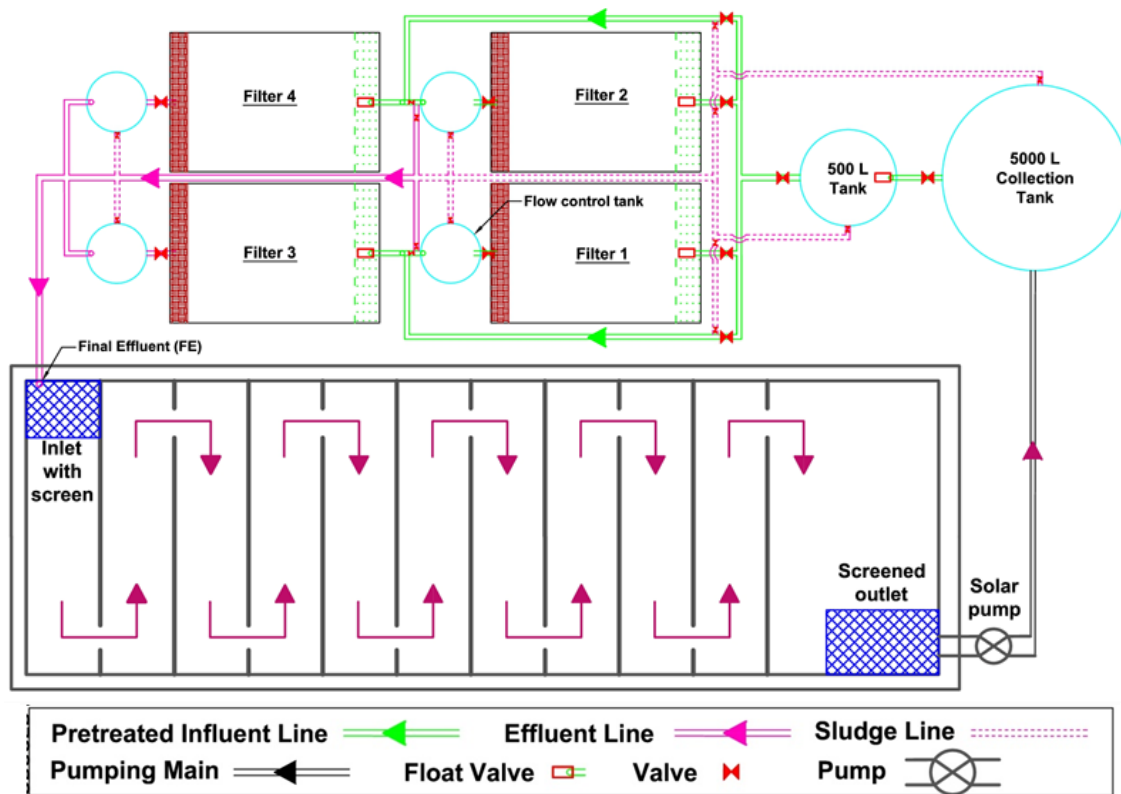 Filter 4
Filter 2
500 L
Tank
5000 L
Collection
Tank
Flow control tank
Filter 3
Filter 1
Final Effluent (FE)
Inlet
with
screen
Screened
outlet
Solar
pump
Pretreated Influent Line
Effluent Line
Sludge Line
Pumping Main
Float Valve
Valve
Pump